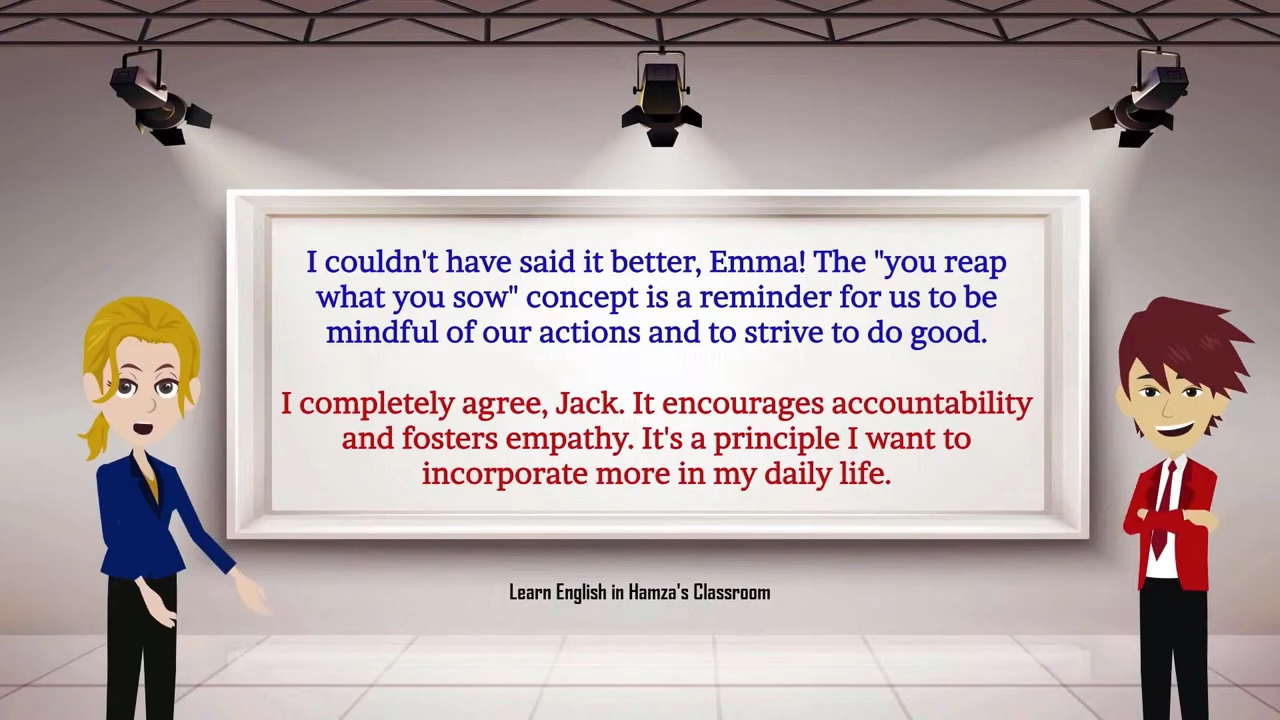 I couldn't have said it better, Emma! The "you reap
what you sow" concept is a reminder for us to be
mindful of our actions and to strive to do good.
I completely agree, Jack. It encourages accountability
and fosters empathy. It's a principle I want to
incorporate more in my daily life.
Learn English in Hamza's Classroom